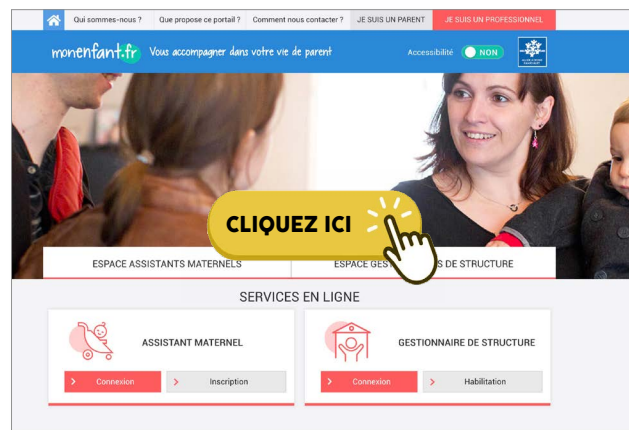 Qui sommes-nous ? Que propose ce portail ? Comment nous contacter ? JE SUIS UN PARENT JE SUIS UN PROFESSIONNEL
monenfant.fr Vous accompagner dans votre vie de parent Accessibilité NON
CLIQUEZ ICI
ESPACE ASSISTANTS MATERNELS ESPACE GEST S DE STRUCTURE
SERVICES EN LIGNE
ASSISTANT MATERNEL GESTIONNAIRE DE STRUCTURE
> Connexion > Inscription > Connexion > Habilitation